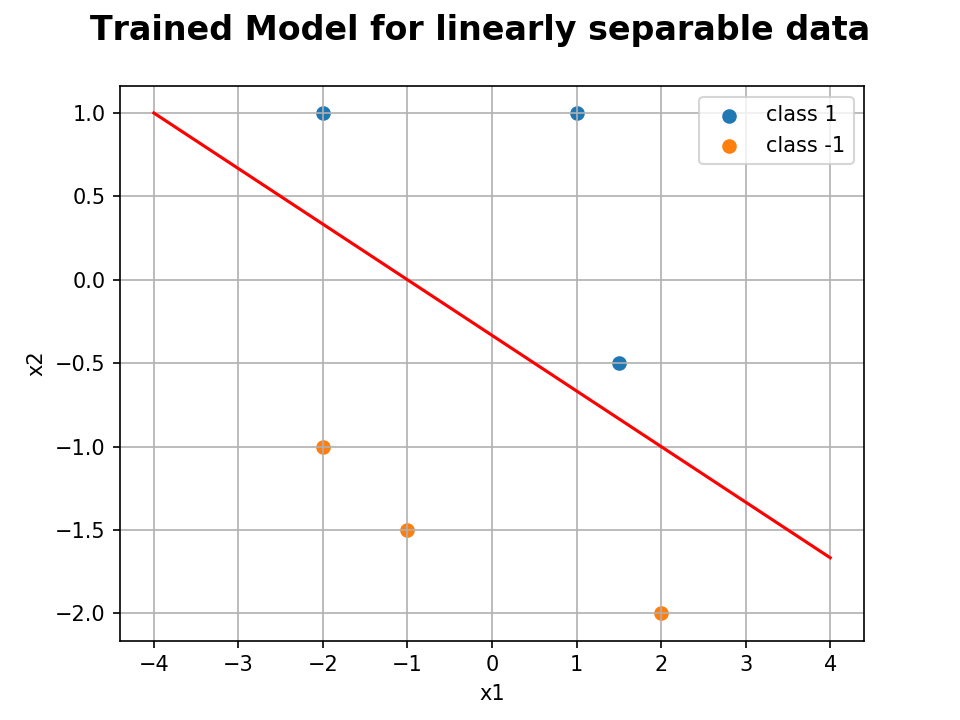 Trained Model for linearly separable data
class 1
class -1
1.0
0.5
0.0
−0.5
−1.0
−1.5
−2.0
x2
−4 −3 −2 −1 0 1 2 3 4
x1